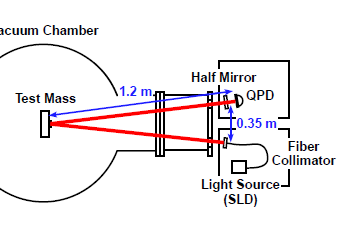 acuum Chamber
Half Mirror
1.2 m
QPD
Test Mass
0.35 m
Fiber
Collimator
Light Source
(SLD)